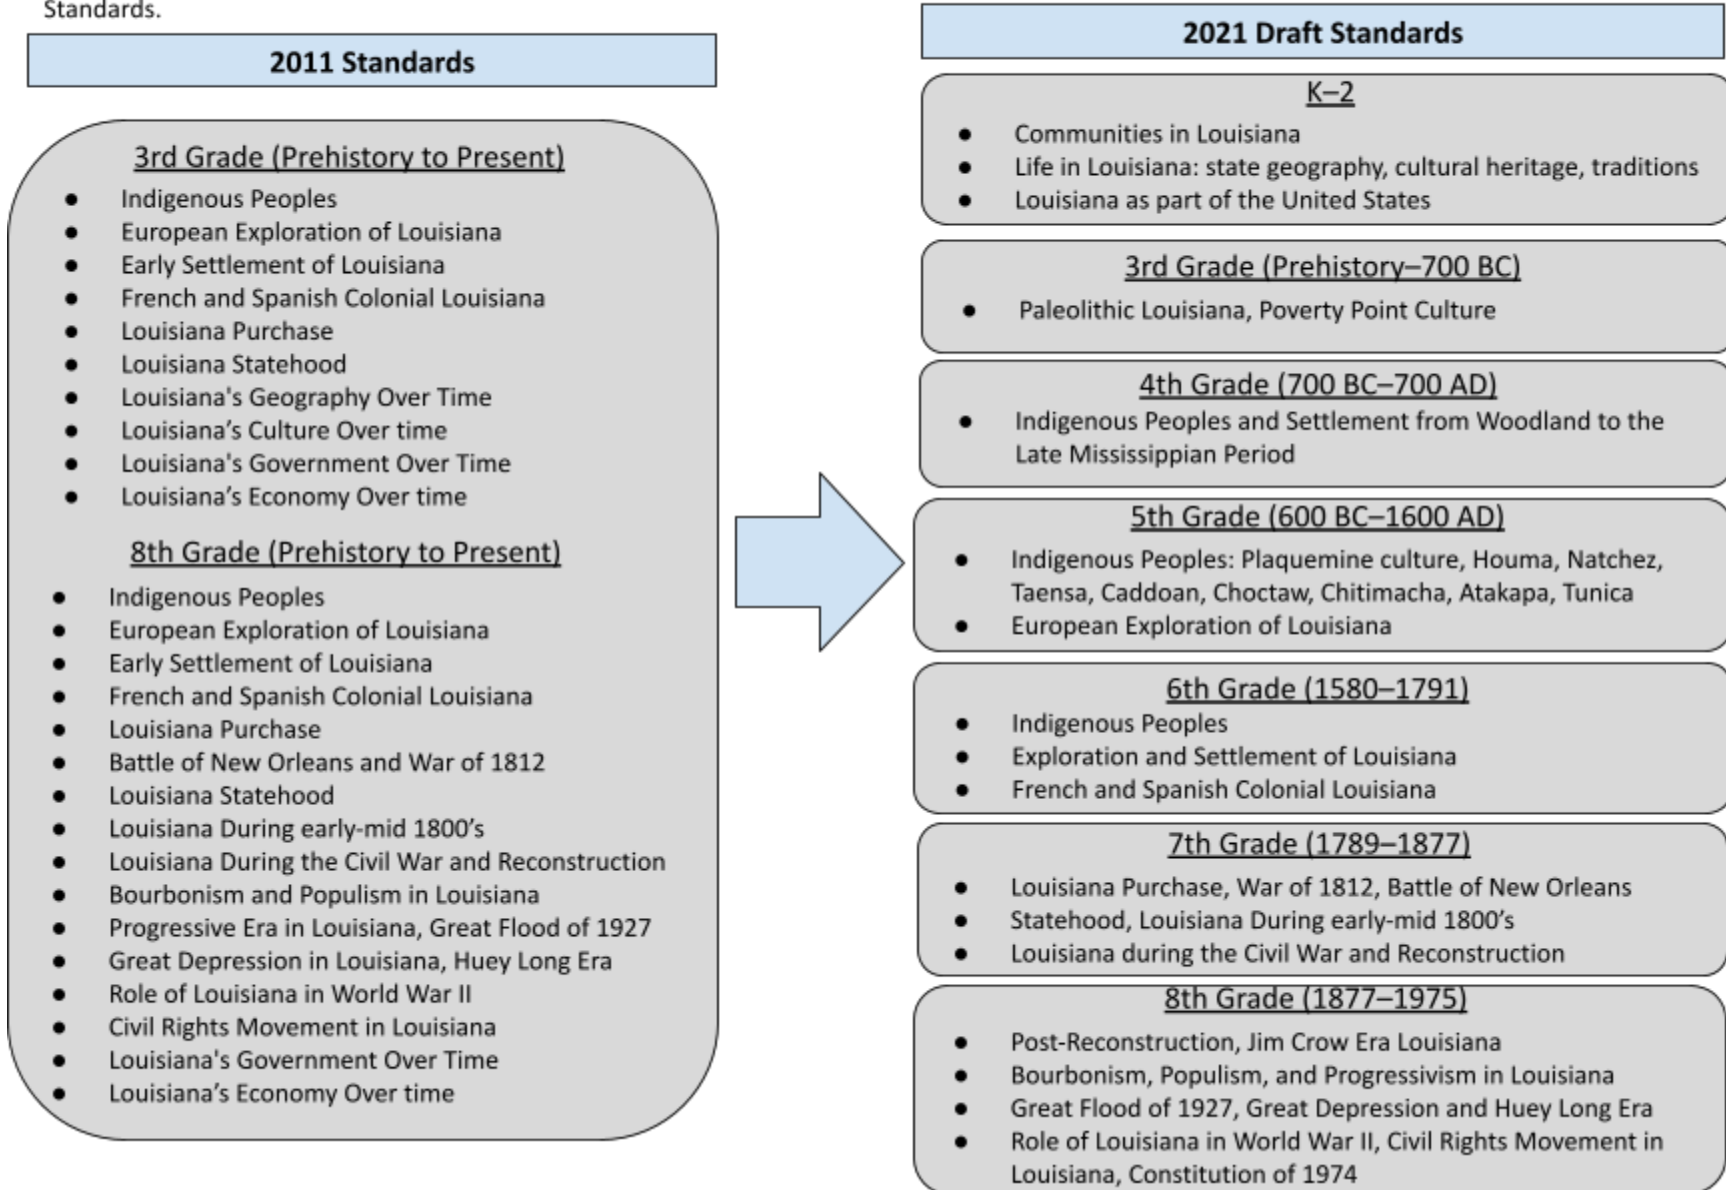 Standards.
2011 Standards
3rd Grade (Prehistory to Present)
● Indigenous Peoples
● European Exploration of Louisiana
● Early Settlement of Louisiana
● French and Spanish Colonial Louisiana
● Louisiana Purchase
● Louisiana Statehood
● Louisiana's Geography Over Time
● Louisiana’s Culture Over time
● Louisiana's Government Over Time
● Louisiana’s Economy Over time
8th Grade (Prehistory to Present)
● Indigenous Peoples
● European Exploration of Louisiana
● Early Settlement of Louisiana
● French and Spanish Colonial Louisiana
● Louisiana Purchase
● Battle of New Orleans and War of 1812
● Louisiana Statehood
● Louisiana During early-mid 1800’s
● Louisiana During the Civil War and Reconstruction
● Bourbonism and Populism in Louisiana
● Progressive Era in Louisiana, Great Flood of 1927
● Great Depression in Louisiana, Huey Long Era
● Role of Louisiana in World War II
● Civil Rights Movement in Louisiana
● Louisiana's Government Over Time
● Louisiana’s Economy Over time
2021 Draft Standards
K–2
● Communities in Louisiana
● Life in Louisiana: state geography, cultural heritage, traditions
● Louisiana as part of the United States
3rd Grade (Prehistory–700 BC)
● Paleolithic Louisiana, Poverty Point Culture
4th Grade (700 BC–700 AD)
● Indigenous Peoples and Settlement from Woodland to the
Late Mississippian Period
5th Grade (600 BC–1600 AD)
● Indigenous Peoples: Plaquemine culture, Houma, Natchez,
Taensa, Caddoan, Choctaw, Chitimacha, Atakapa, Tunica
● European Exploration of Louisiana
6th Grade (1580–1791)
● Indigenous Peoples
● Exploration and Settlement of Louisiana
● French and Spanish Colonial Louisiana
7th Grade (1789–1877)
● Louisiana Purchase, War of 1812, Battle of New Orleans
● Statehood, Louisiana During early-mid 1800’s
● Louisiana during the Civil War and Reconstruction
8th Grade (1877–1975)
● Post-Reconstruction, Jim Crow Era Louisiana
● Bourbonism, Populism, and Progressivism in Louisiana
● Great Flood of 1927, Great Depression and Huey Long Era
● Role of Louisiana in World War II, Civil Rights Movement in
Louisiana, Constitution of 1974